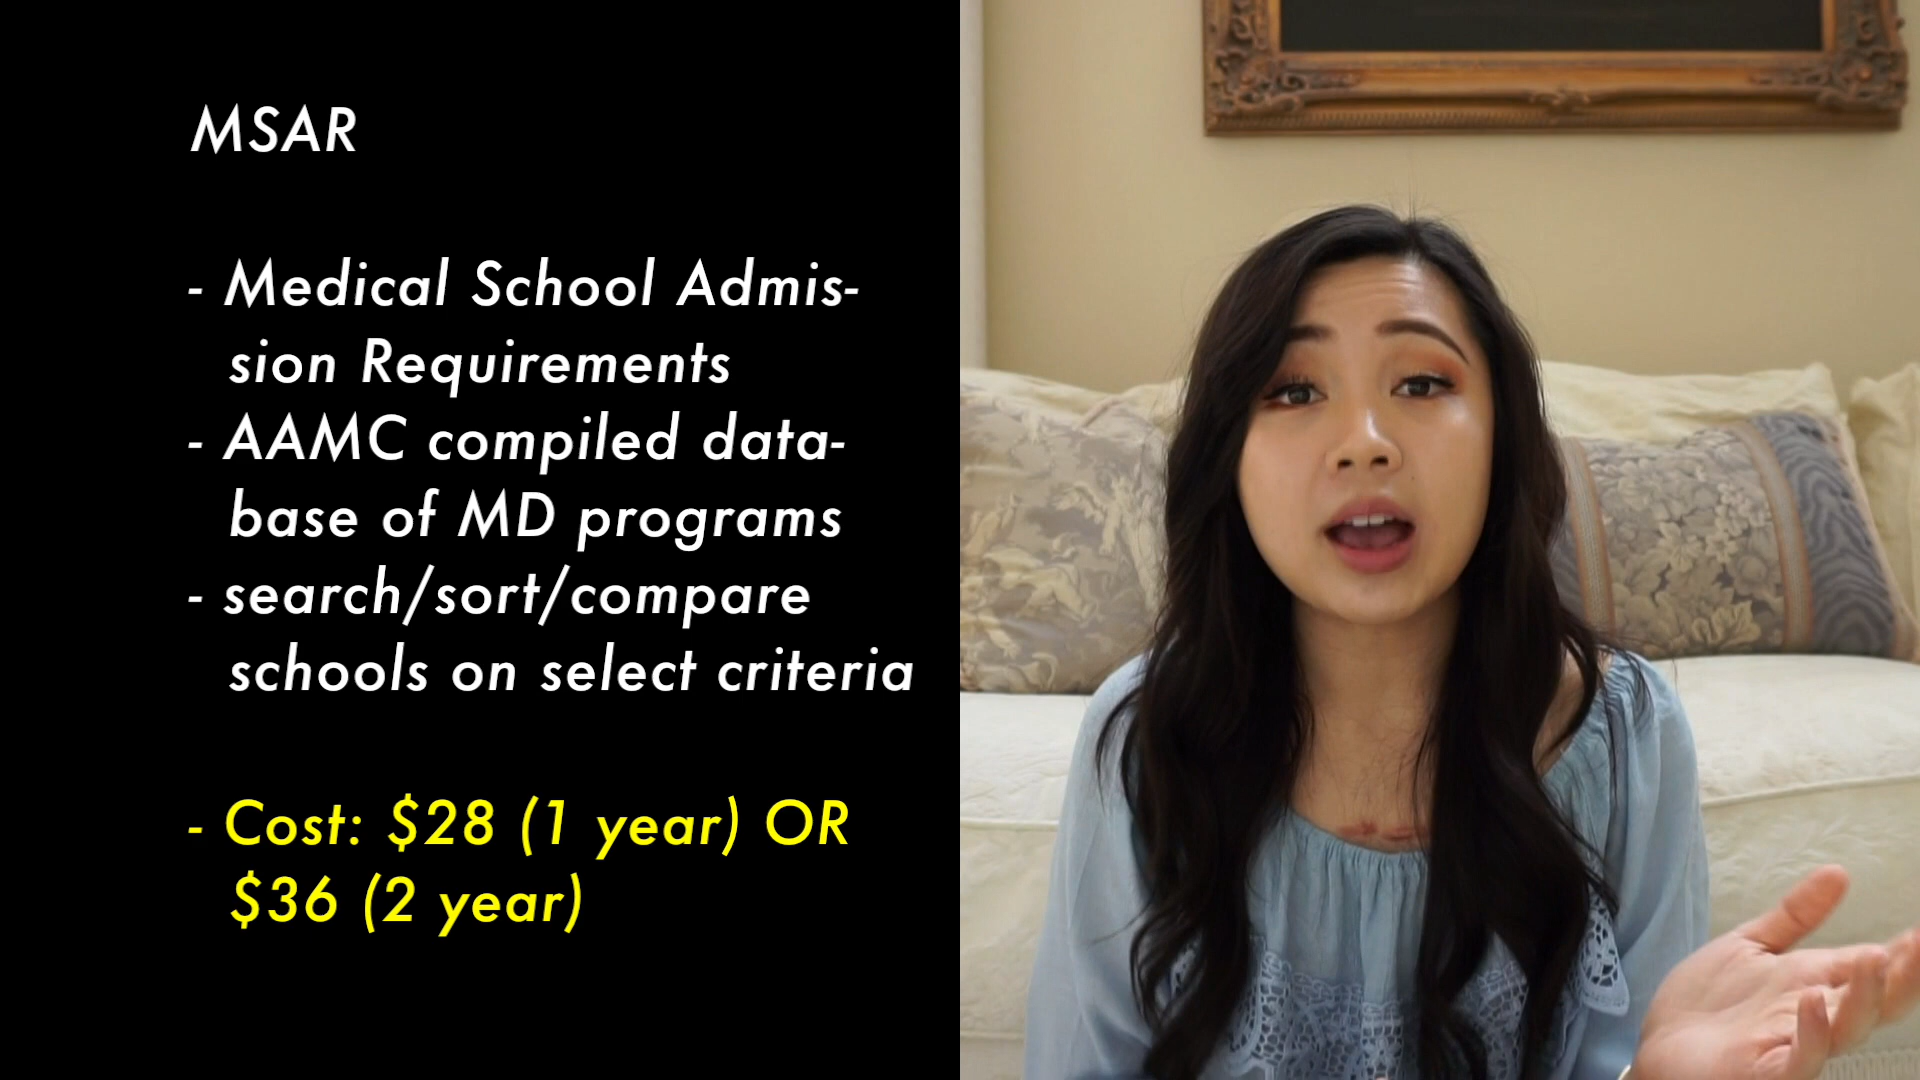 MSAR
- Medical School Admis-
sion Requirements
- AAMC compiled data-
base of MD programs
- search/sort/compare
schools on select criteria
- Cost: $28 (1 year) OR
$36 (2 year)